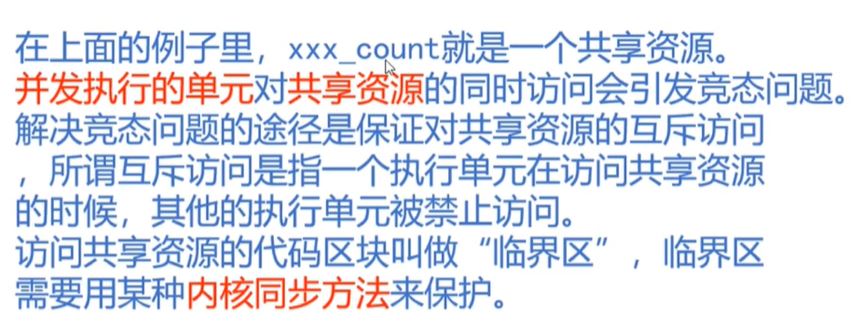 在上面的例子里，xxx_count就是一个共享资源。
并发执行的单元对共享资源的同时访问会引发竞态问题。
解决竞态问题的途径是保证对共享资源的互斥访问
，所谓互斥访问是指一个执行单元在访问共享资源
的时候，其他的执行单元被禁止访问。
访问共享资源的代码区块叫做“临界区”，临界区
需要用某种内核同步方法来保护。